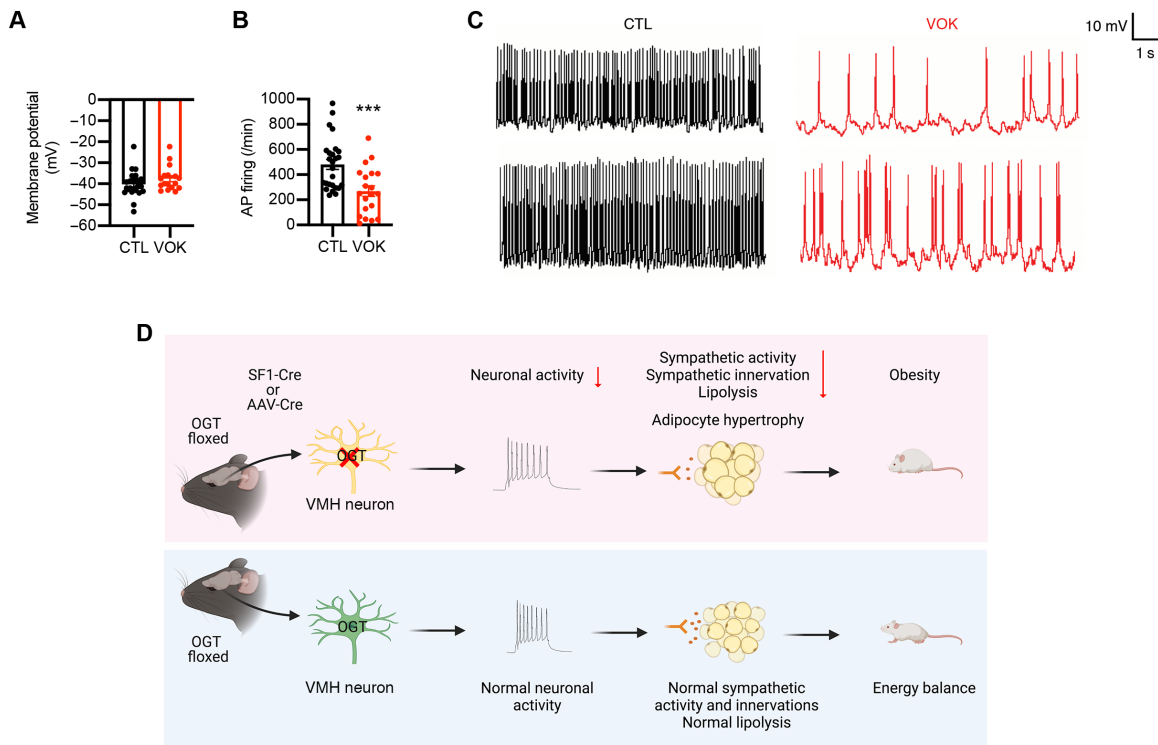 A
Membrane potential
(mV)
0
–10
–20
–30
–40
–50
–60
CTL VOK
B
AP firing (/min)
1000
800
600
400
200
0
***
CTL VOK
C
CTL
VOK
10 mV
1 s
D
SF1-Cre
or
AAV-Cre
OGT
floxed
OGT
VMH neuron
Neuronal activity
Sympathetic activity
Sympathetic innervation
Lipolysis
Adipocyte hypertrophy
Obesity
OGT
floxed
OGT
VMH neuron
Normal neuronal
activity
Normal sympathetic
activity and innervations
Normal lipolysis
Energy balance